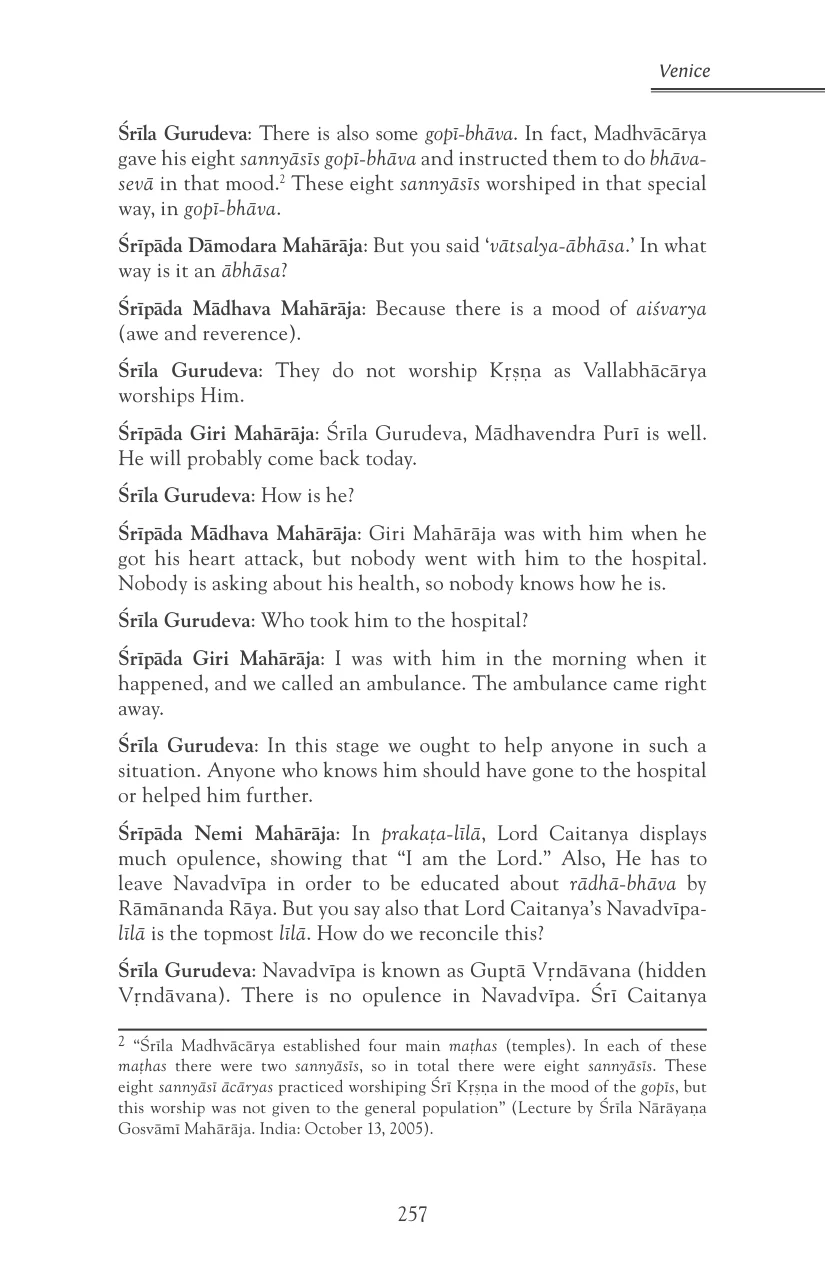 Venice
Śrīla Gurudeva: There is also some gopī-bhāva. In fact, Madhvācārya
gave his eight sannyāsīs gopī-bhāva and instructed them to do bhāva-
sevā in that mood.2 These eight sannyāsīs worshiped in that special
way, in gopī-bhāva.
Śrīpāda Dāmodara Mahārāja: But you said ‘vātsalya-ābhāsa.’ In what
way is it an ābhāsa?
Śrīpāda Mādhava Mahārāja: Because there is a mood of aiśvarya
(awe and reverence).
Śrīla Gurudeva: They do not worship Kṛṣṇa as Vallabhācārya
worships Him.
Śrīpāda Giri Mahārāja: Śrīla Gurudeva, Mādhavendra Purī is well.
He will probably come back today.
Śrīla Gurudeva: How is he?
Śrīpāda Mādhava Mahārāja: Giri Mahārāja was with him when he
got his heart attack, but nobody went with him to the hospital.
Nobody is asking about his health, so nobody knows how he is.
Śrīla Gurudeva: Who took him to the hospital?
Śrīpāda Giri Mahārāja: I was with him in the morning when it
happened, and we called an ambulance. The ambulance came right
away.
Śrīla Gurudeva: In this stage we ought to help anyone in such a
situation. Anyone who knows him should have gone to the hospital
or helped him further.
Śrīpāda Nemi Mahārāja: In prakaṭa-līlā, Lord Caitanya displays
much opulence, showing that “I am the Lord.” Also, He has to
leave Navadvīpa in order to be educated about rādhā-bhāva by
Rāmānanda Rāya. But you say also that Lord Caitanya’s Navadvīpa-
līlā is the topmost līlā. How do we reconcile this?
Śrīla Gurudeva: Navadvīpa is known as Guptā Vṛndāvana (hidden
Vṛndāvana). There is no opulence in Navadvīpa. Śrī Caitanya
2 “Śrīla Madhvācārya established four main maṭhas (temples). In each of these
maṭhas there were two sannyāsīs, so in total there were eight sannyāsīs. These
eight sannyāsī ācāryas practiced worshiping Śrī Kṛṣṇa in the mood of the gopīs, but
this worship was not given to the general population” (Lecture by Śrīla Nārāyaṇa
Gosvāmī Mahārāja. India: October 13, 2005).
257